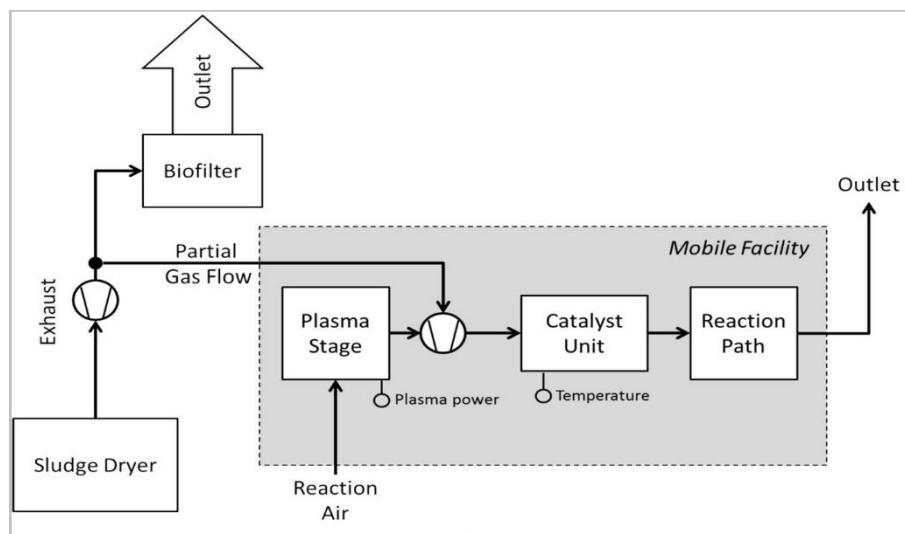 Outlet
Biofilter
Outlet
Mobile Facility
Partial
Gas Flow
Exhaust
Plasma
Stage
Catalyst
Unit
Reaction
Path
Plasma power
Temperature
Sludge Dryer
Reaction
Air